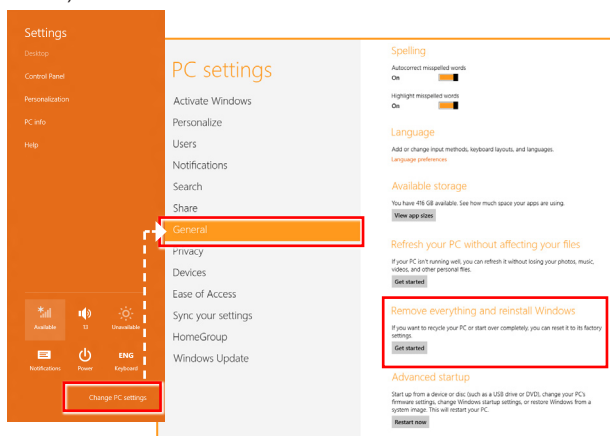 Settings
Desktop
Control Panel
Personalization
PC info
Help
Available
13
Unavailable
Notifications
Power
ENG
Keyboard
Change PC settings
PC settings
Activate Windows
Personalize
Users
Notifications
Search
Share
General
Privacy
Devices
Ease of Access
Sync your settings
HomeGroup
Windows Update
Spelling
Autocorrect misspelled words
On
Highlight misspelled words
On
Language
Add or change input methods, keyboard layouts, and languages.
Language preferences
Available storage
You have 416 GB available. See how much space your apps are using.
View app sizes
Refresh your PC without affecting your files
If your PC isn't running well, you can refresh it without losing your photos, music,
videos, and other personal files.
Get started
Remove everything and reinstall Windows
If you want to recycle your PC or start over completely, you can reset it to its factory
settings.
Get started
Advanced startup
Start up from a device or disc (such as a USB drive or DVD), change your PC's
firmware settings, change Windows startup settings, or restore Windows from a
system image. This will restart your PC.
Restart now